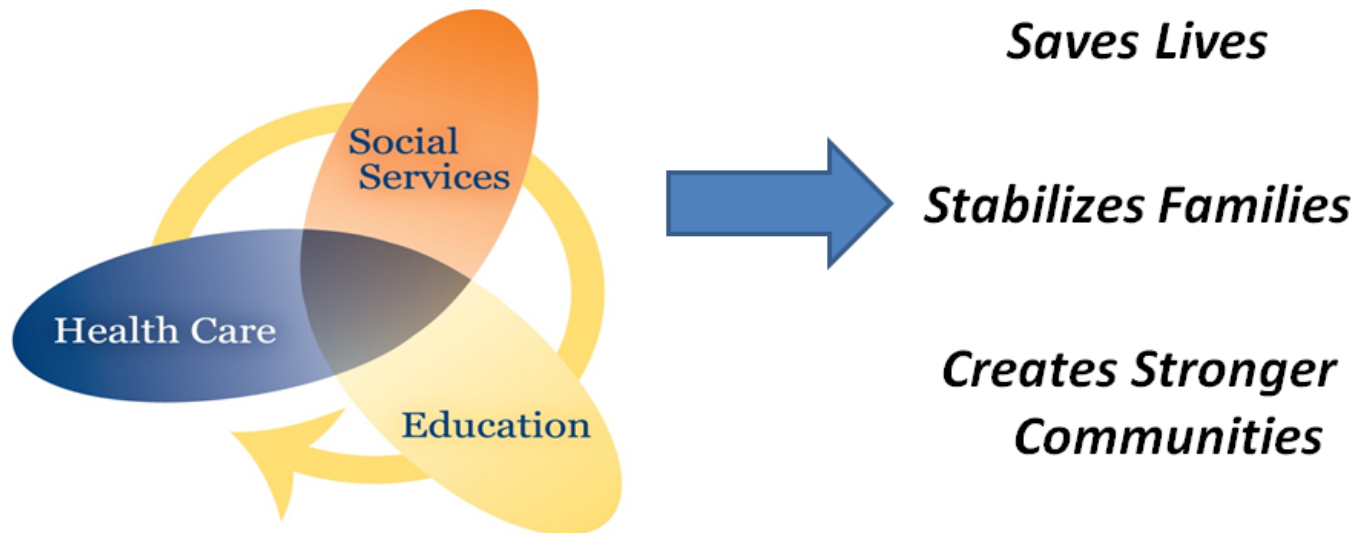 Social
Services
Health Care
Education
Saves Lives
Stabilizes Families
Creates Stronger
Communities